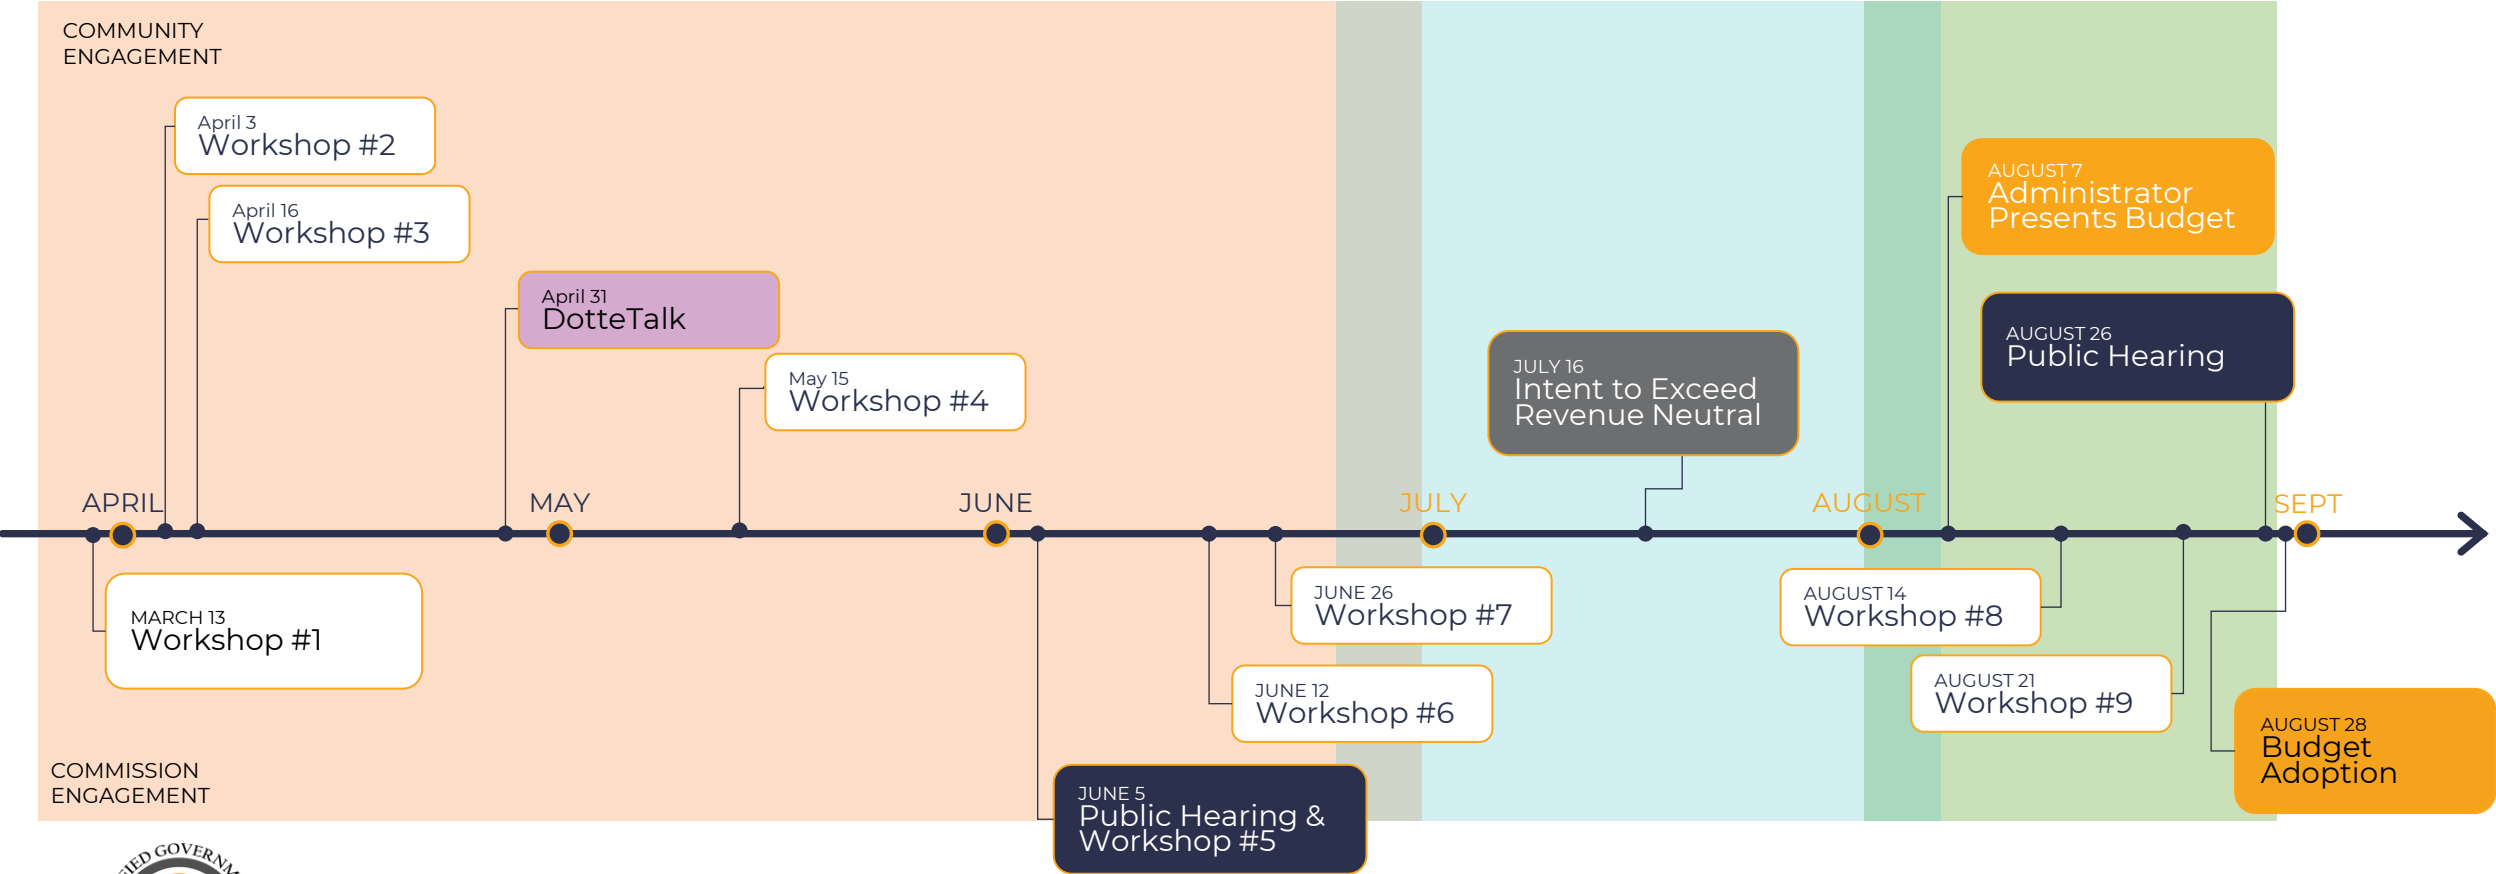 COMMUNITY
ENGAGEMENT
April 3
Workshop #2
April 16
Workshop #3
April 31
DotteTalk
May 15
Workshop #4
JULY 16
Intent to Exceed
Revenue Neutral
AUGUST 7
Administrator
Presents Budget
AUGUST 26
Public Hearing
APRIL
MAY
JUNE
JULY
AUGUST
SEPT
MARCH 13
Workshop #1
JUNE 26
Workshop #7
JUNE 12
Workshop #6
JUNE 5
Public Hearing &
Workshop #5
AUGUST 14
Workshop #8
AUGUST 21
Workshop #9
AUGUST 28
Budget
Adoption
COMMISSION
ENGAGEMENT